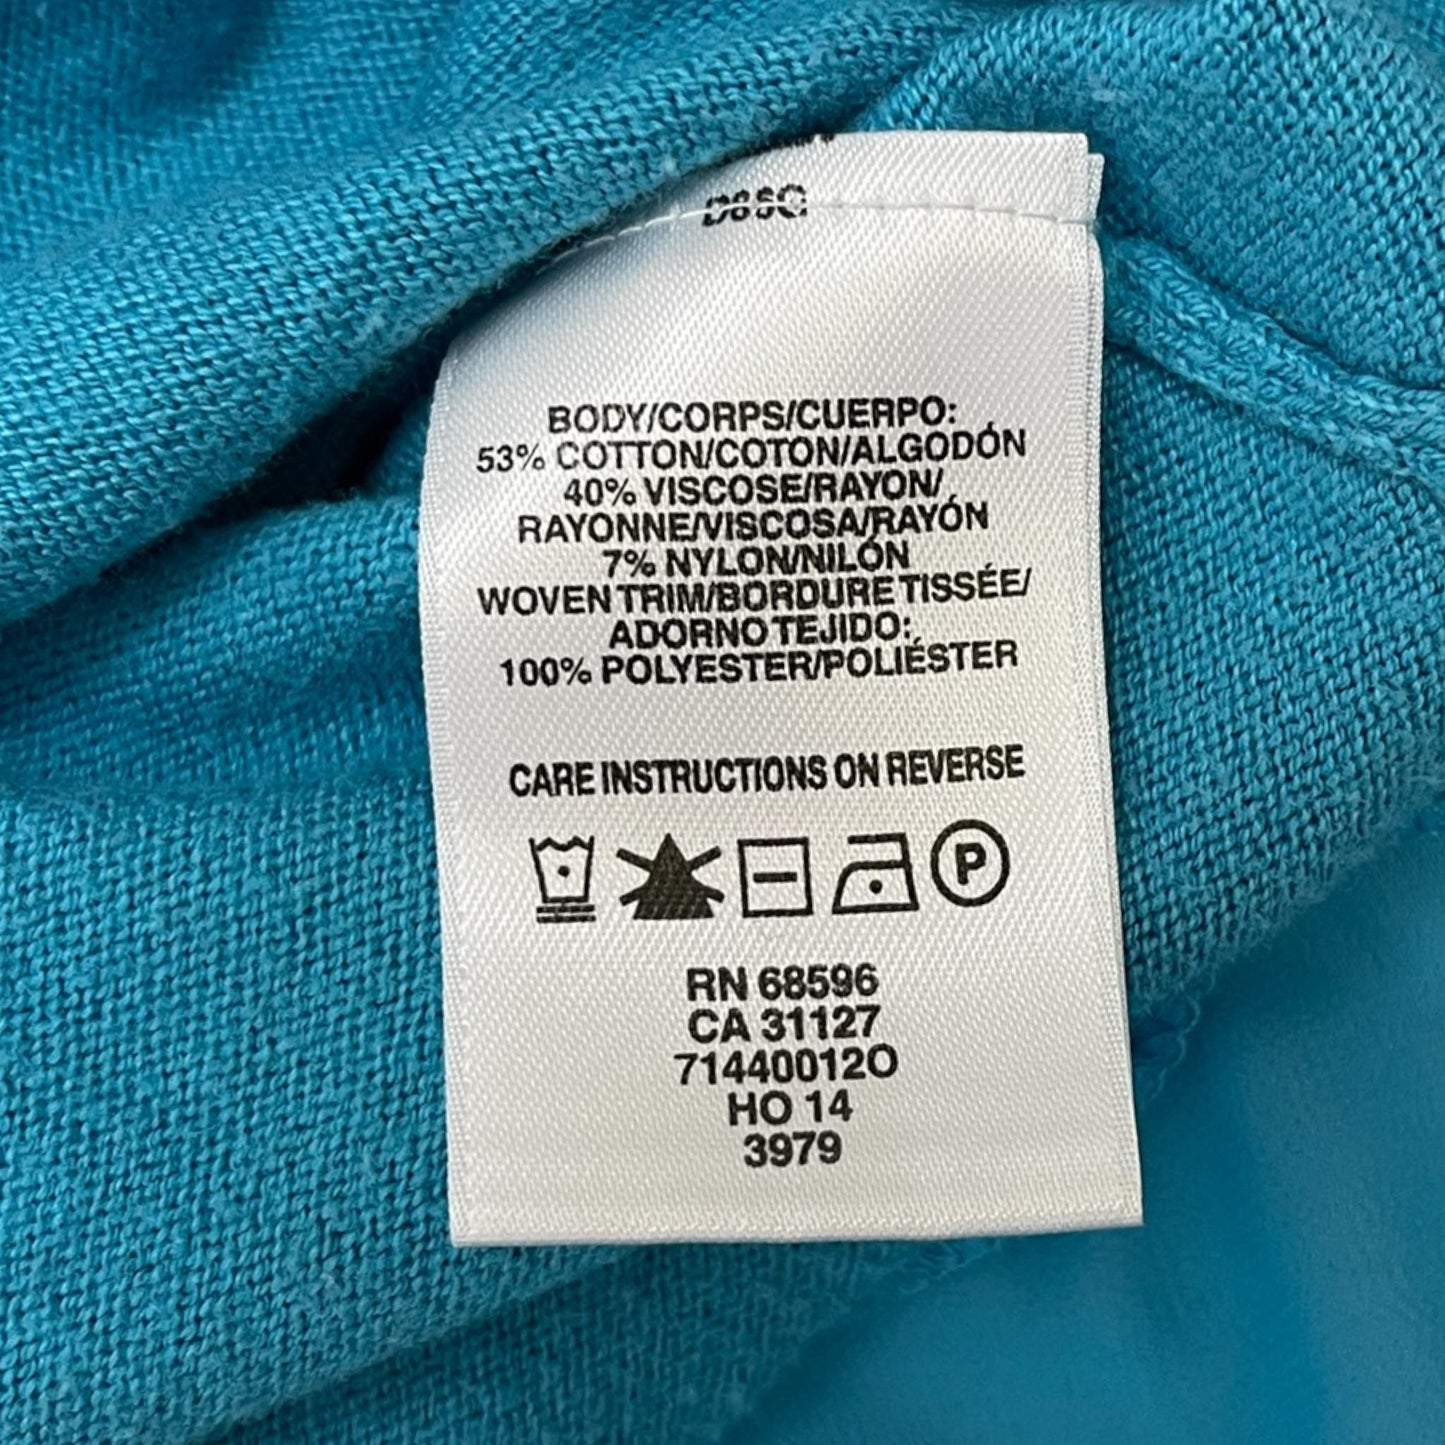 BODY/CORPS/CUERPO:
53% COTTON/COTON/ALGODÓN
40% VISCOSE/RAYON/
RAYONNE/VISCOSA/RAYÓN
7% NYLON/NILÓN
WOVEN TRIM/BORDURE TISSÉE/
ADORNO TEJIDO:
100% POLYESTER/POLIÉSTER
CARE INSTRUCTIONS ON REVERSE
P
RN 68596
CA 31127
714400120
HO 14
3979